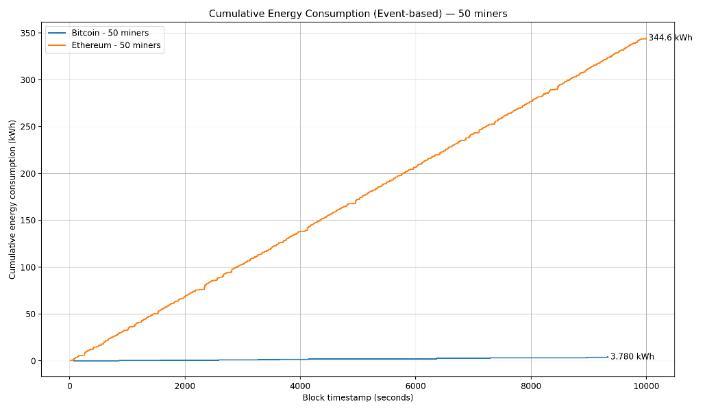 Cumulative Energy Consumption (Event-based) — 50 miners
Bitcoin - 50 miners
Ethereum - 50 miners
344.6 kWh
3.780 kWh
Cumulative energy consumption (kWh)
350
300
250
200
150
100
50
0
0
2000
4000
6000
8000
10000
Block timestamp (seconds)